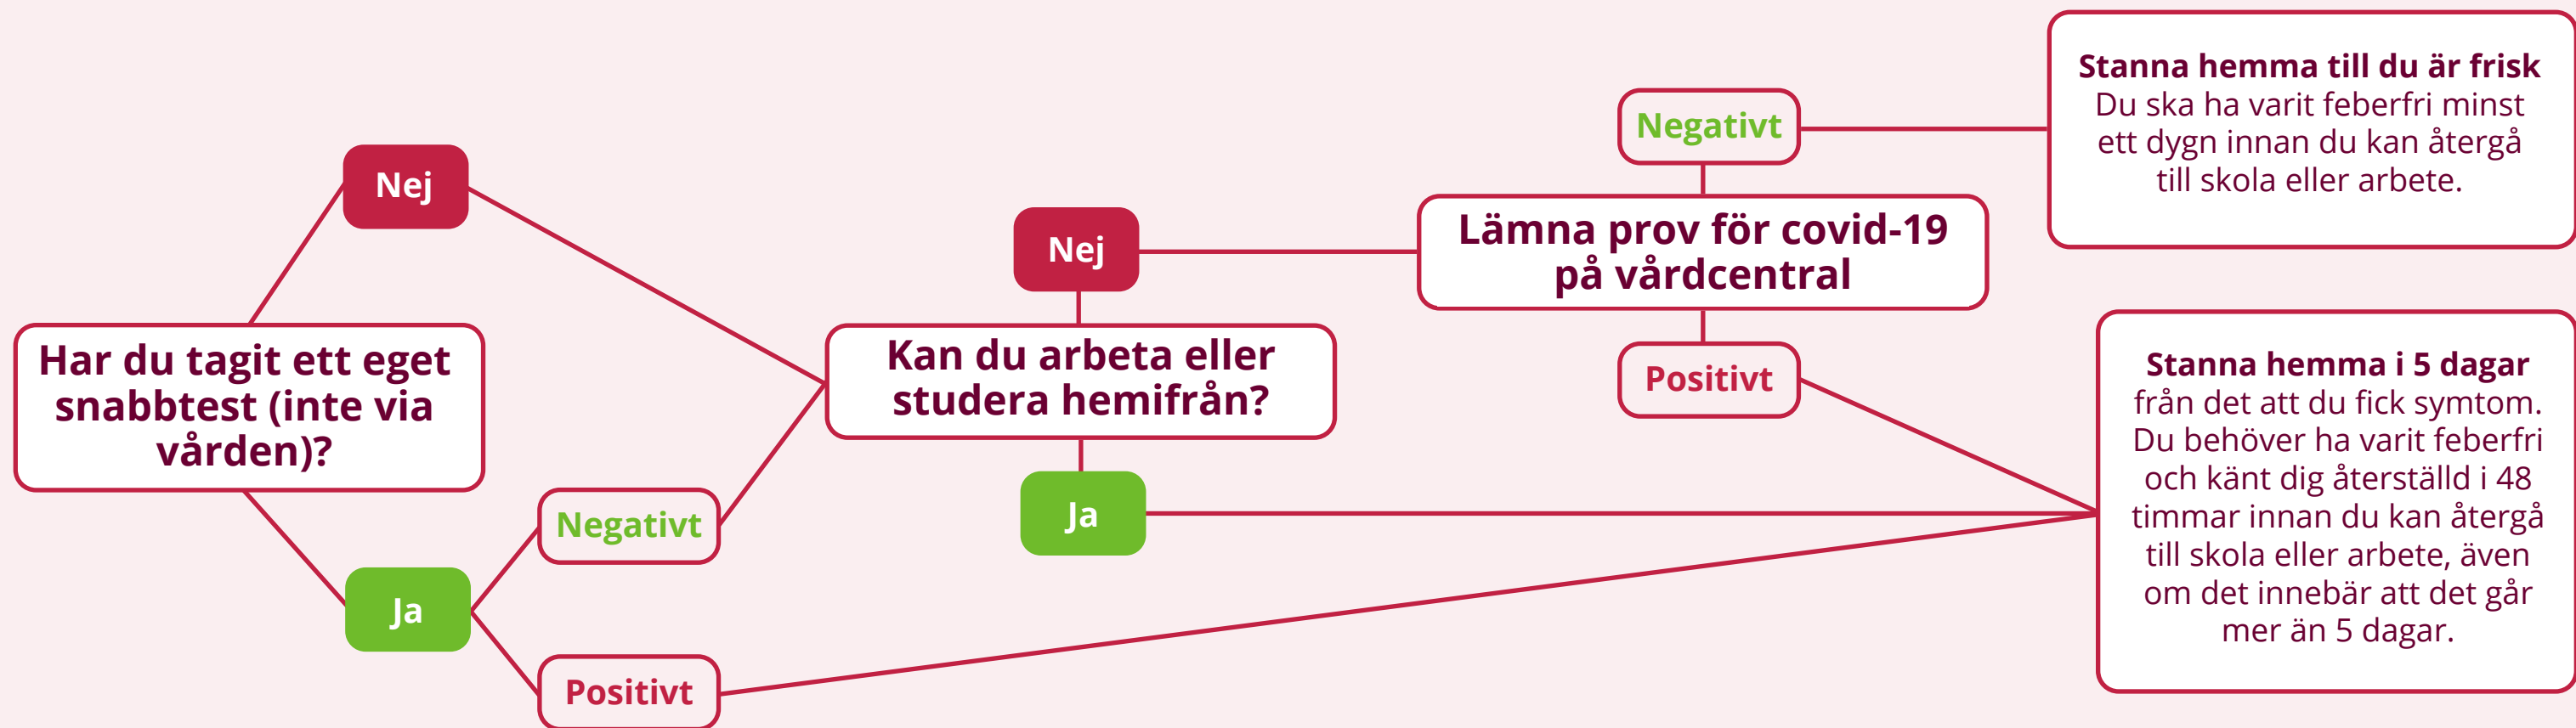 Har du tagit ett eget
snabbtest (inte via
vården)?
Nej
Ja
Negativt
Positivt
Kan du arbeta eller
studera hemifrån?
Nej
Ja
Lämna prov för covid-19
på vårdcentral
Negativt
Positivt
Stanna hemma till du är frisk
Du ska ha varit feberfri minst
ett dygn innan du kan återgå
till skola eller arbete.
Stanna hemma i 5 dagar
från det att du fick symtom.
Du behöver ha varit feberfri
och känt dig återställd i 48
timmar innan du kan återgå
till skola eller arbete, även
om det innebär att det går
mer än 5 dagar.